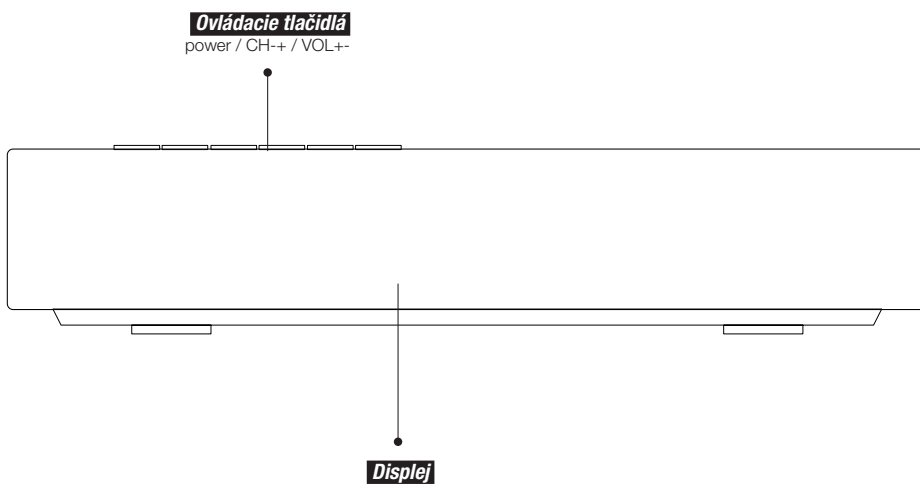 Ovládacie tlačidlá
power / CH-+ / VOL+-
Displej